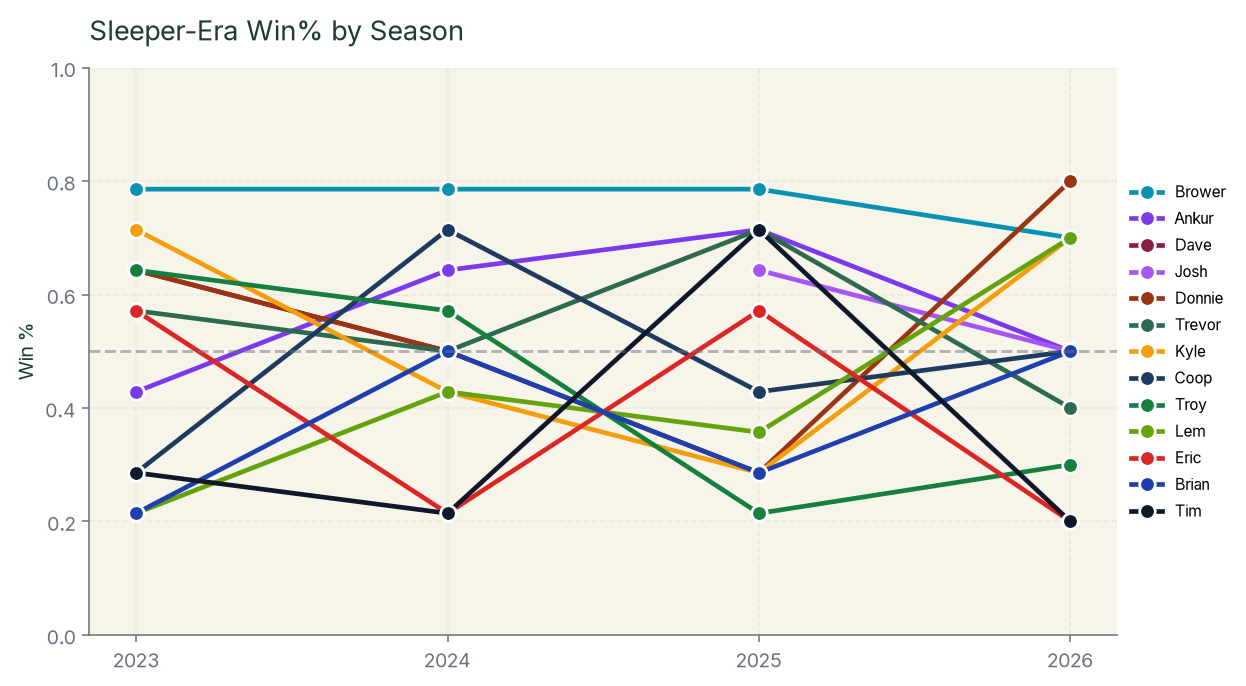 Sleeper-Era Win% by Season
1.0
0.8
0.6
0.4
0.2
0.0
Win %
2023
2024
2025
2026
Brower
Ankur
Dave
Josh
Donnie
Trevor
Kyle
Coop
Troy
Lem
Eric
Brian
Tim